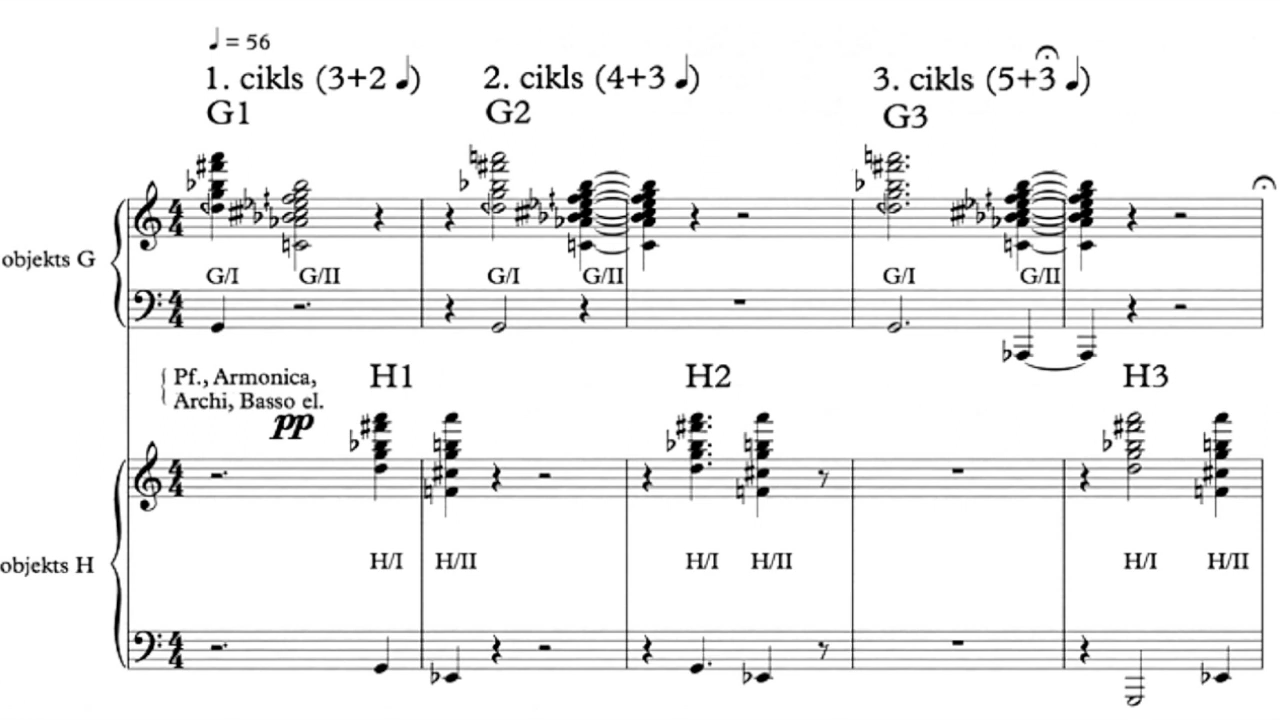 ♩ = 56
1. cikls (3+2 ♩) 2. cikls (4+3 ♩) 3. cikls (5+3 ♩)
G1 G2 G3
objekts G
G/I G/II G/I G/II G/I G/II
Pf., Armonica, H1 H2 H3
Archi, Basso el.
pp
objekts H
H/I H/II H/I H/II H/I H/II